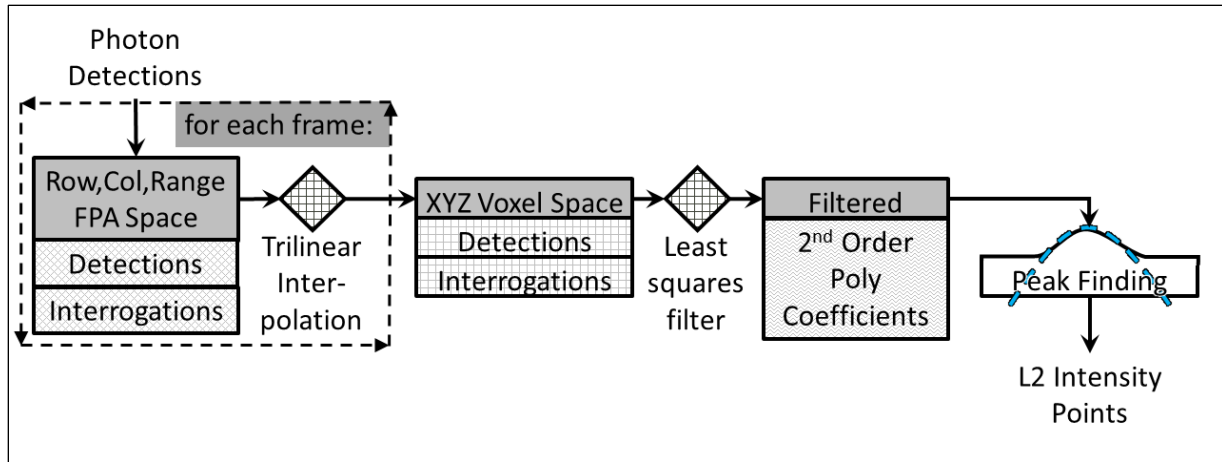 Photon
Detections
for each frame:
Row,Col,Range
FPA Space
Detections
Interrogations
Trilinear
Inter-
polation
XYZ Voxel Space
Detections
Interrogations
Least
squares
filter
Filtered
2nd Order
Poly
Coefficients
Peak Finding
L2 Intensity
Points